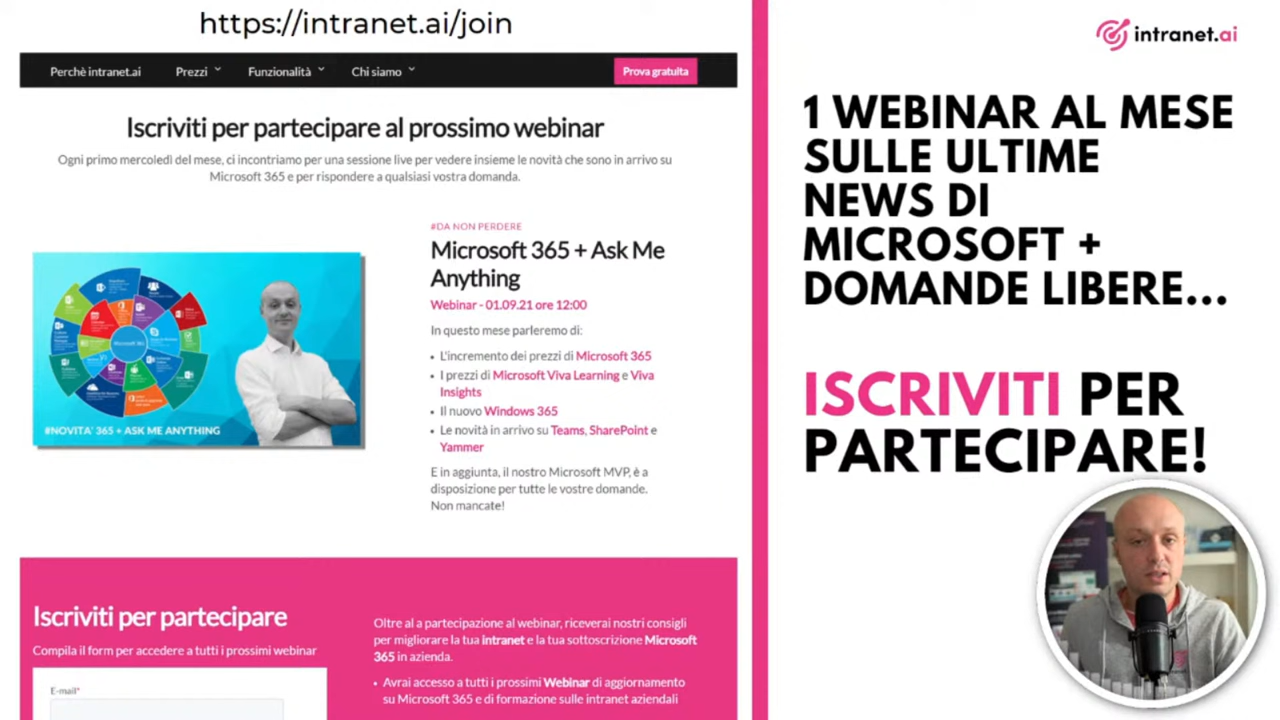 https://intranet.ai/join
Perchè intranet.ai
Prezzi
Funzionalità
Chi siamo
Prova gratuita
Iscriviti per partecipare al prossimo webinar
Ogni primo mercoledì del mese, ci incontriamo per una sessione live per vedere insieme le novità che sono in arrivo su
Microsoft 365 e per rispondere a qualsiasi vostra domanda.
#DA NON PERDERE
Microsoft 365 + Ask Me
Anything
Webinar - 01.09.21 ore 12:00
In questo mese parleremo di:
• L'incremento dei prezzi di Microsoft 365
• I prezzi di Microsoft Viva Learning e Viva
Insights
• Il nuovo Windows 365
• Le novità in arrivo su Teams, SharePoint e
Yammer
E in aggiunta, il nostro Microsoft MVP, è a
disposizione per tutte le vostre domande.
Non mancate!
Microsoft 365
#NOVITA' 365 + ASK ME ANYTHING
Iscriviti per partecipare
Compila il form per accedere a tutti i prossimi webinar
E-mail*
Oltre al a partecipazione al webinar, riceverai nostri consigli
per migliorare la tua intranet e la tua sottoscrizione Microsoft
365 in azienda.
• Avrai accesso a tutti i prossimi Webinar di aggiornamento
su Microsoft 365 e di formazione sulle intranet aziendali
intranet.ai
1 WEBINAR AL MESE
SULLE ULTIME
NEWS DI
MICROSOFT +
DOMANDE LIBERE...
ISCRIVITI PER
PARTECIPARE!